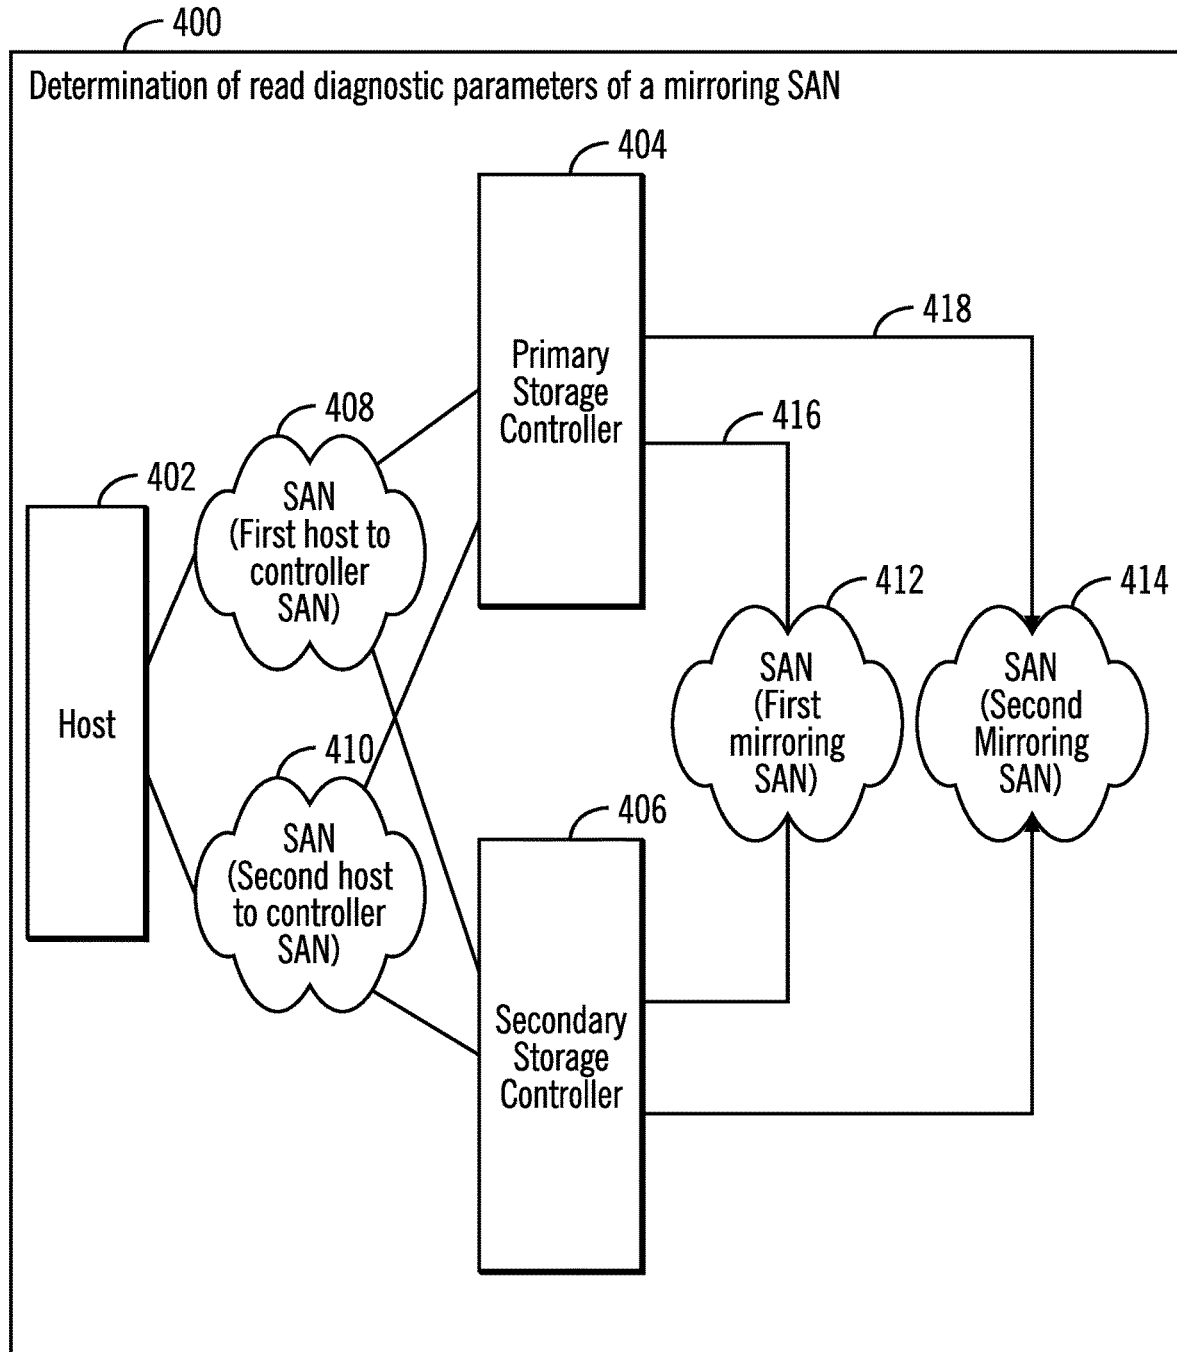 400
Determination of read diagnostic parameters of a mirroring SAN
404
418
Primary
Storage
Controller
408
416
402
SAN
(First host to
controller
SAN)
412
414
SAN
(First
mirroring
SAN)
SAN
(Second
Mirroring
SAN)
Host
410
406
SAN
(Second host
to controller
SAN)
Secondary
Storage
Controller